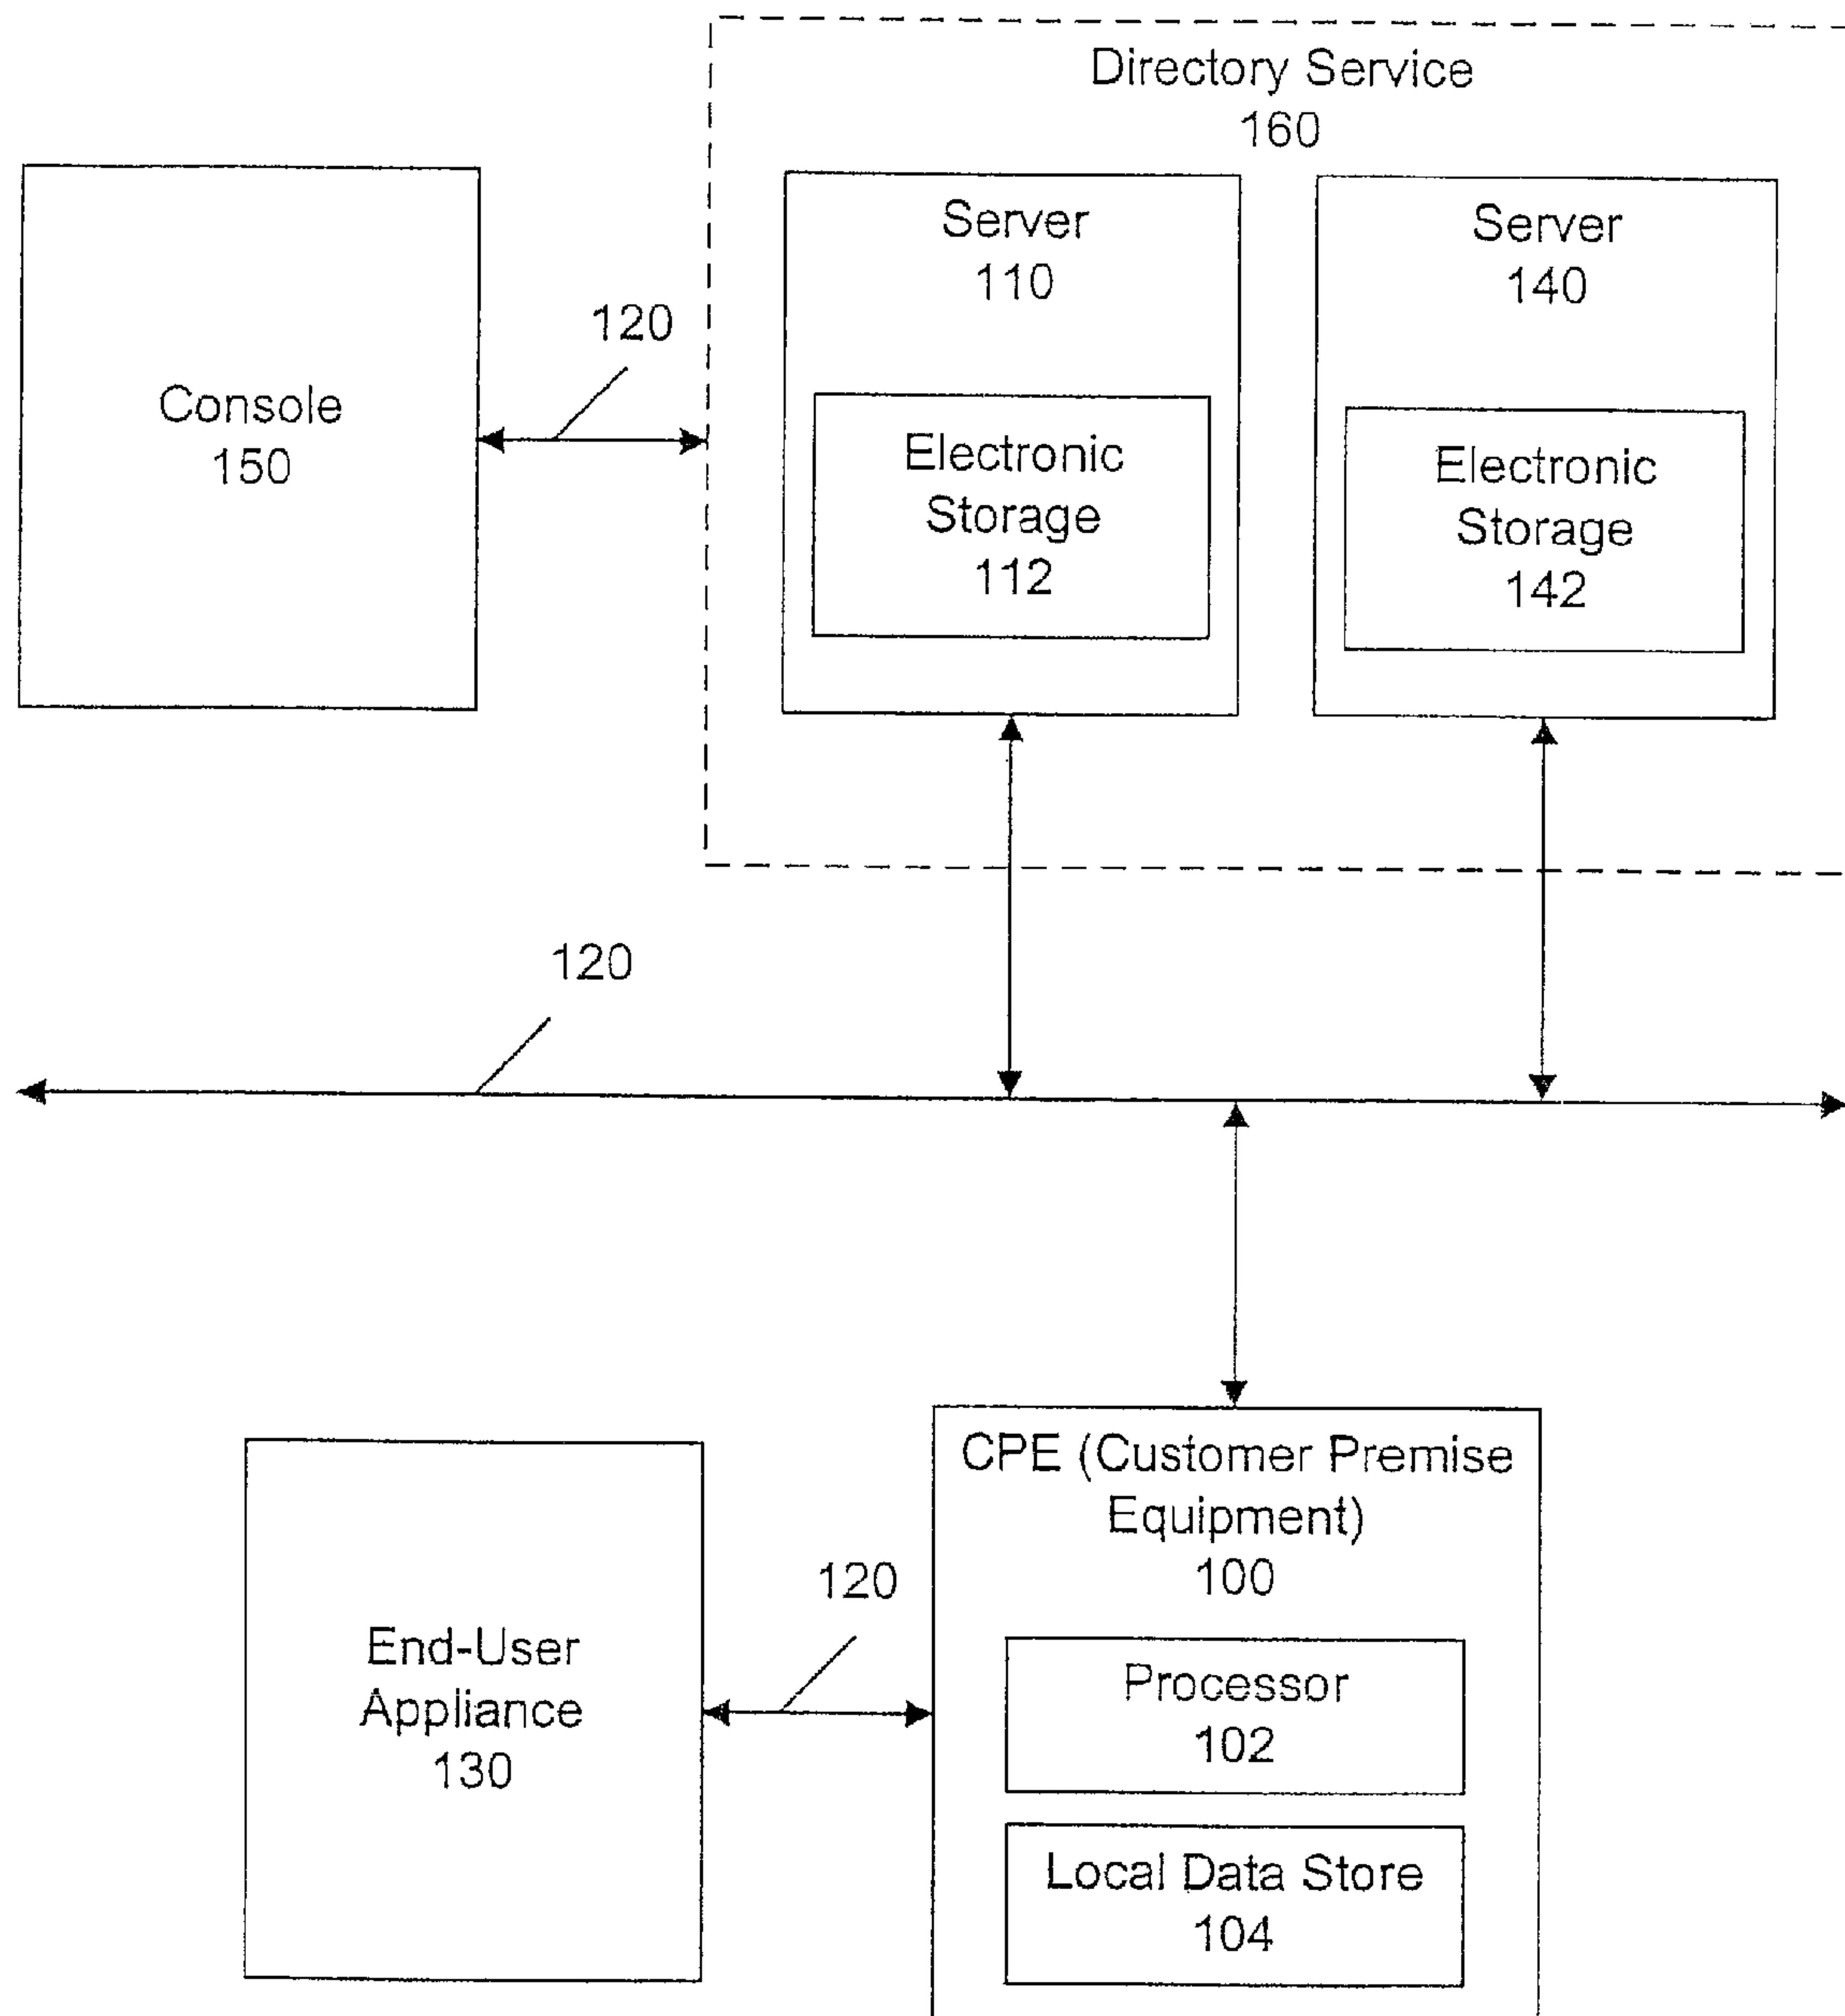 Directory Service
160
Server
110
Server
140
120
Console
150
Electronic
Storage
112
Electronic
Storage
142
120
CPE (Customer Premise
Equipment)
100
120
End-User
Appliance
130
Processor
102
Local Data Store
104